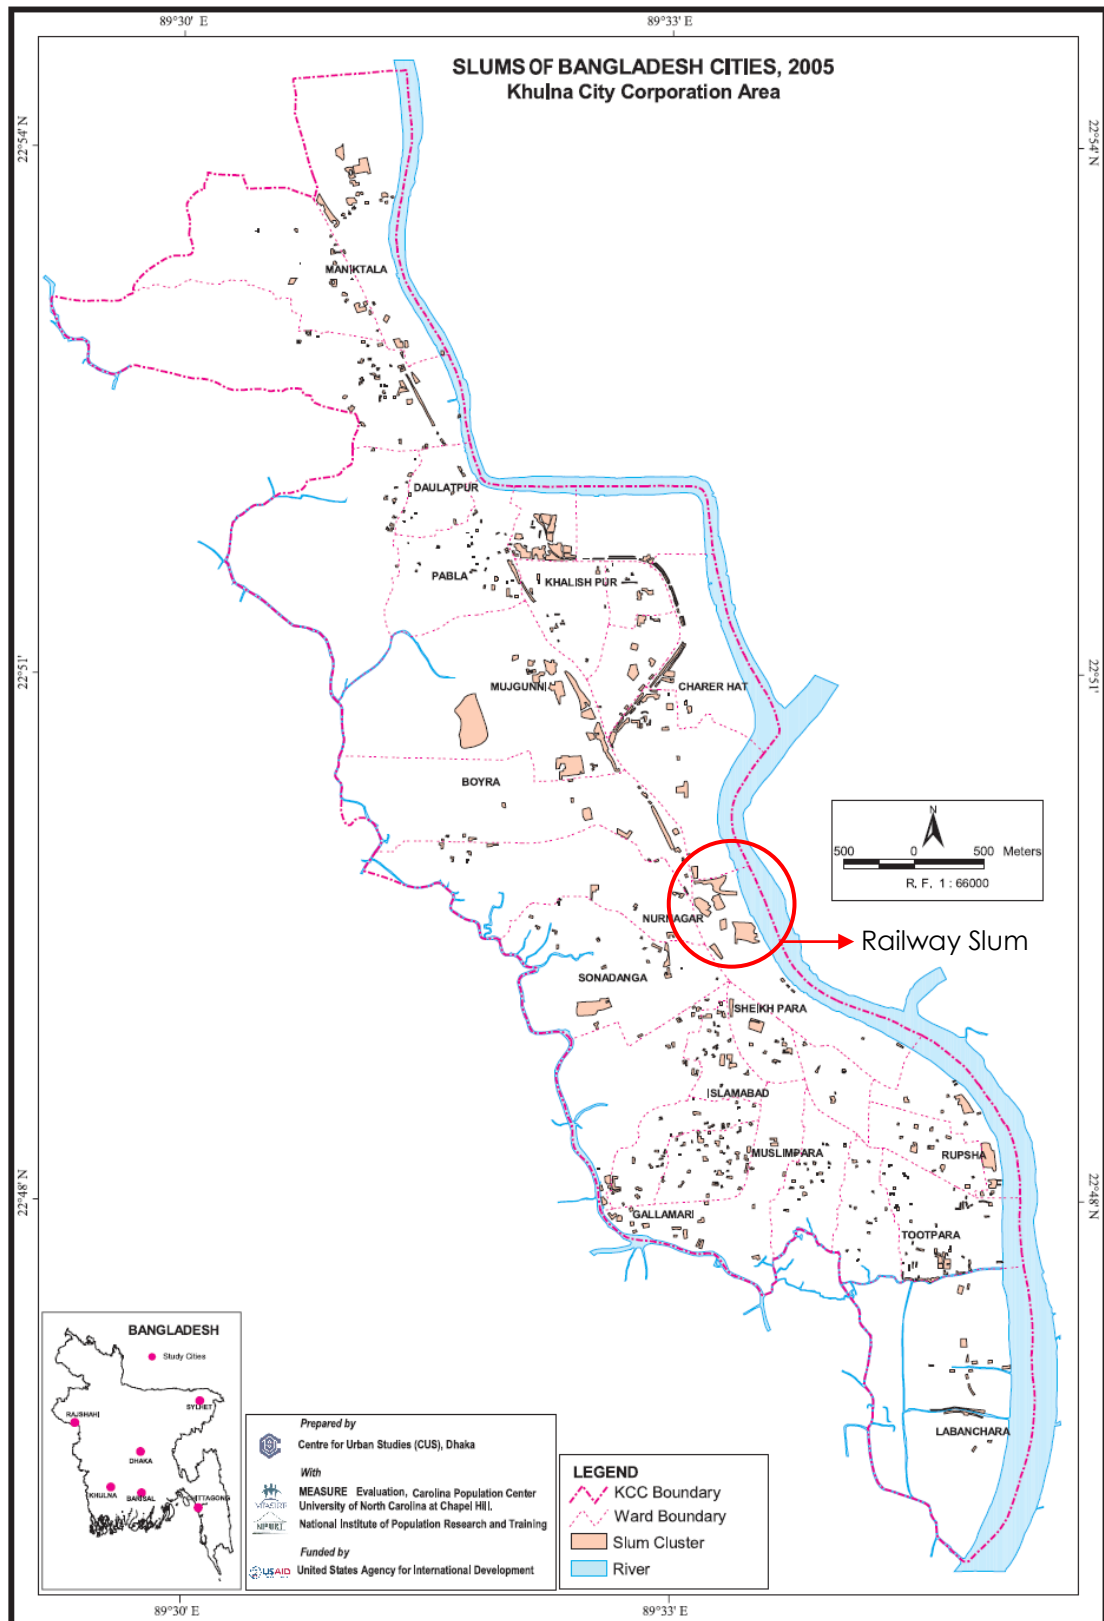 89°30' E
89°33' E
SLUMS OF BANGLADESH CITIES, 2005
Khulna City Corporation Area
22°54' N
22°54' N
MANIKTALA
DAULATPUR
PABLA
KHALISH PUR
22°51'
22°51'
MUJGUNNI
CHARER HAT
BOYRA
N
500 0 500 Meters
R. F. 1 : 66000
NURNAGAR
Railway Slum
SONADANGA
SHEIKH PARA
ISLAMABAD
MUSLIMPARA
RUPSHA
22°48' N
22°48' N
GALLAMARI
TOOTPARA
LABANCHARA
BANGLADESH
Study Cities
RAJSHAHI
SYLHET
DHAKA
KHULNA
BARISAL
CHITTAGONG
Prepared by
Centre for Urban Studies (CUS), Dhaka
With
MEASURE Evaluation, Carolina Population Center
University of North Carolina at Chapel Hill.
MEASURE
NIPORT
National Institute of Population Research and Training
Funded by
USAID
United States Agency for International Development
LEGEND
KCC Boundary
Ward Boundary
Slum Cluster
River
89°30' E
89°33' E